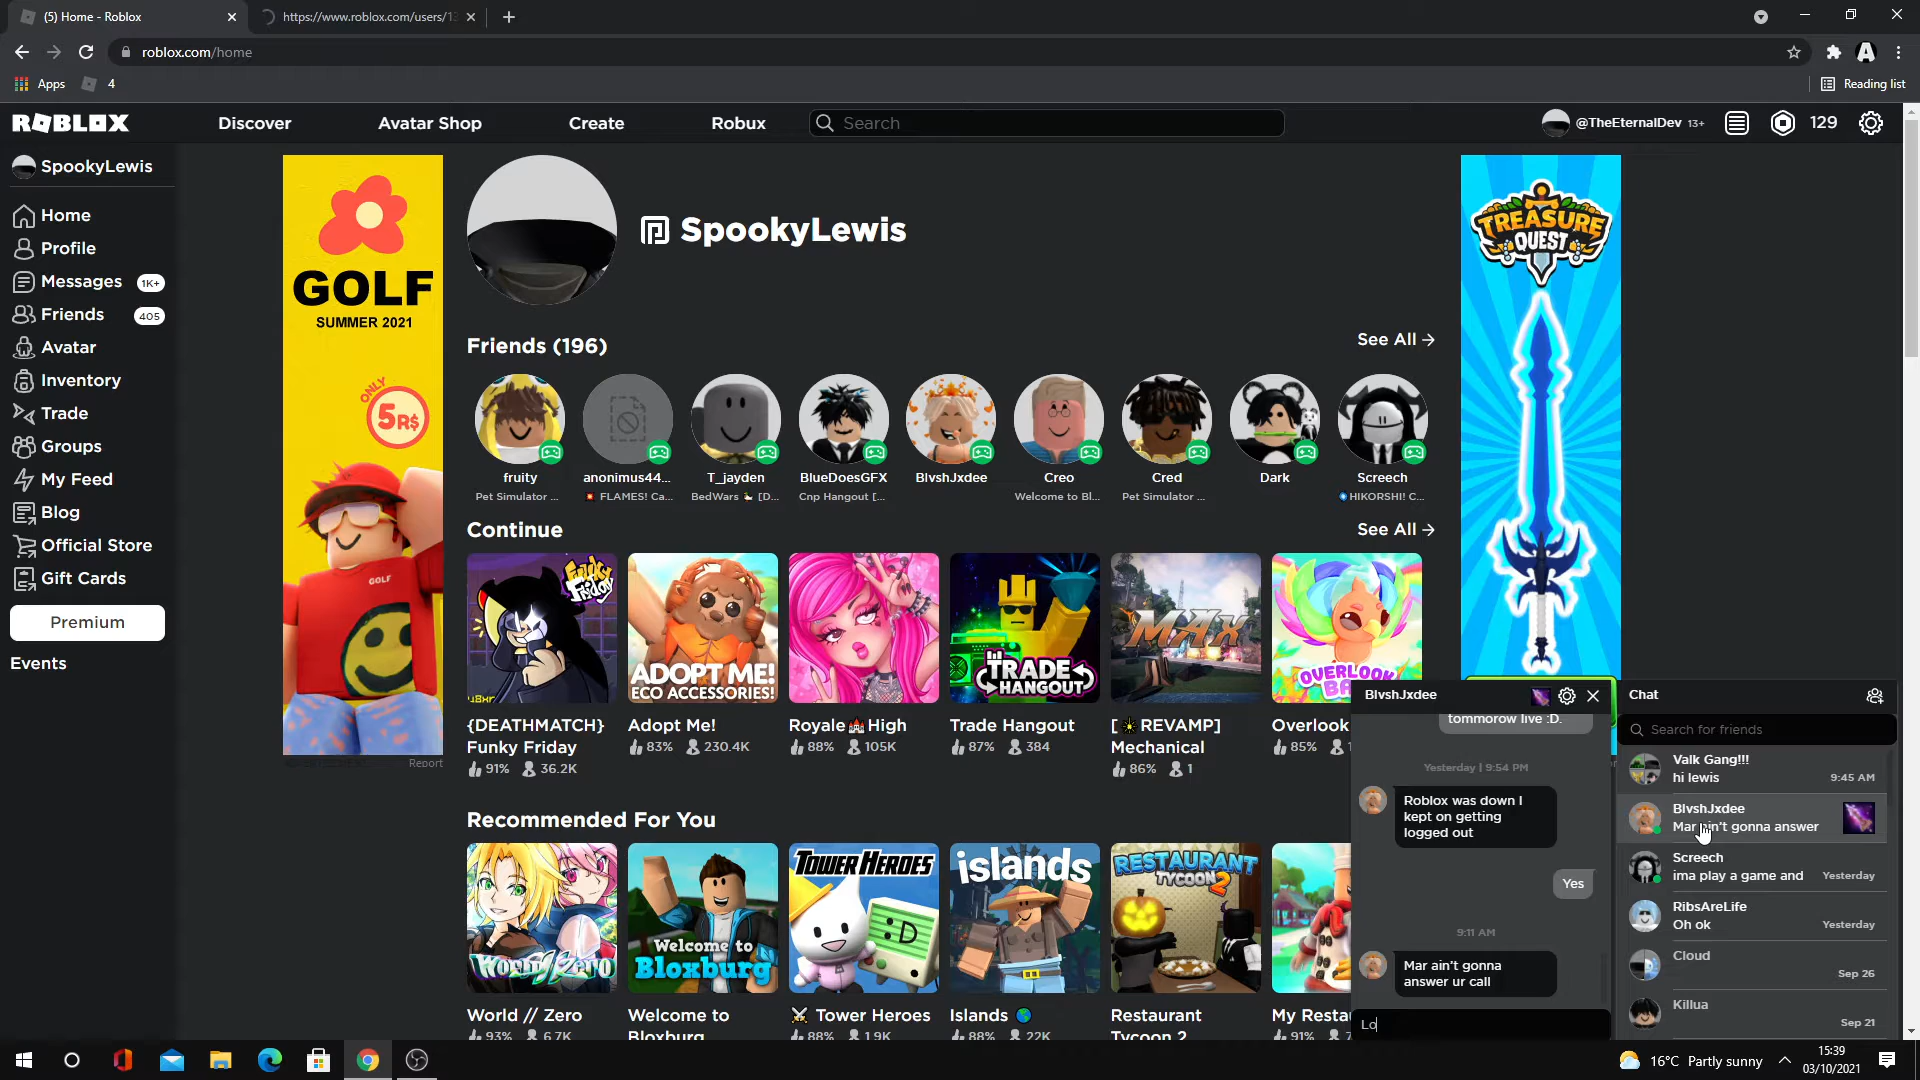 (5) Home - Roblox
https://www.roblox.com/users/13
roblox.com/home
Apps
4
Reading list
ROBLOX
Discover
Avatar Shop
Create
Robux
Search
@TheEternalDev 13+
129
SpookyLewis
Home
Profile
Messages
1K+
Friends
405
Avatar
Inventory
Trade
Groups
My Feed
Blog
Official Store
Gift Cards
Premium
Events
GOLF
SUMMER 2021
ONLY
5R$
GOLF
Report
SpookyLewis
Friends (196)
See All
fruity
Pet Simulator ...
anonimus44...
FLAMES! Ca...
T_jayden
BedWars [D...
BlueDoesGFX
Cnp Hangout [...
BlvshJxdee
Creo
Welcome to Bl...
Cred
Pet Simulator ...
Dark
Screech
HIKORSHI! C...
Continue
See All
Funky
Friday
ADOPT ME!
ECO ACCESSORIES!
TRADE
HANGOUT
MAX
OVERLOOK
BA
{DEATHMATCH}
Funky Friday
91% 36.2K
Adopt Me!
83% 230.4K
Royale High
88% 105K
Trade Hangout
87% 384
[ REVAMP]
Mechanical
86% 1
Overlook
85% 1
Recommended For You
World//Zero
Welcome to
Bloxburg
TOWER HEROES
:D
islands
RESTAURANT
TYCOON 2
World // Zero
93% 6.7K
Welcome to
Bloxburg
Tower Heroes
88% 1.9K
Islands
88% 22K
Restaurant
Tycoon 2
My Resta
91%
TREASURE
QUEST
BlvshJxdee
tommorow live :D.
Yesterday | 9:54 PM
Roblox was down I
kept on getting
logged out
Yes
9:11 AM
Mar ain't gonna
answer ur call
Lo
Chat
Search for friends
Valk Gang!!!
hi lewis
9:45 AM
BlvshJxdee
Mar ain't gonna answer
Screech
ima play a game and
Yesterday
RibsAreLife
Oh ok
Yesterday
Cloud
Sep 26
Killua
Sep 21
16°C Partly sunny
15:39
03/10/2021